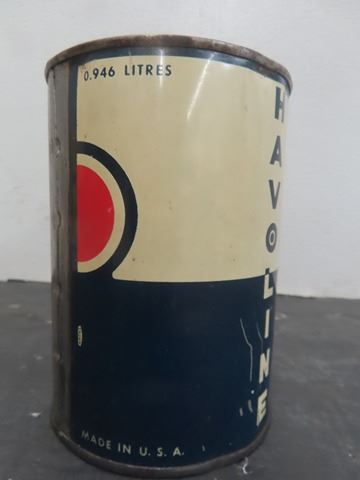 0.946 LITRES
HAVOLINE
MADE IN U. S. A.